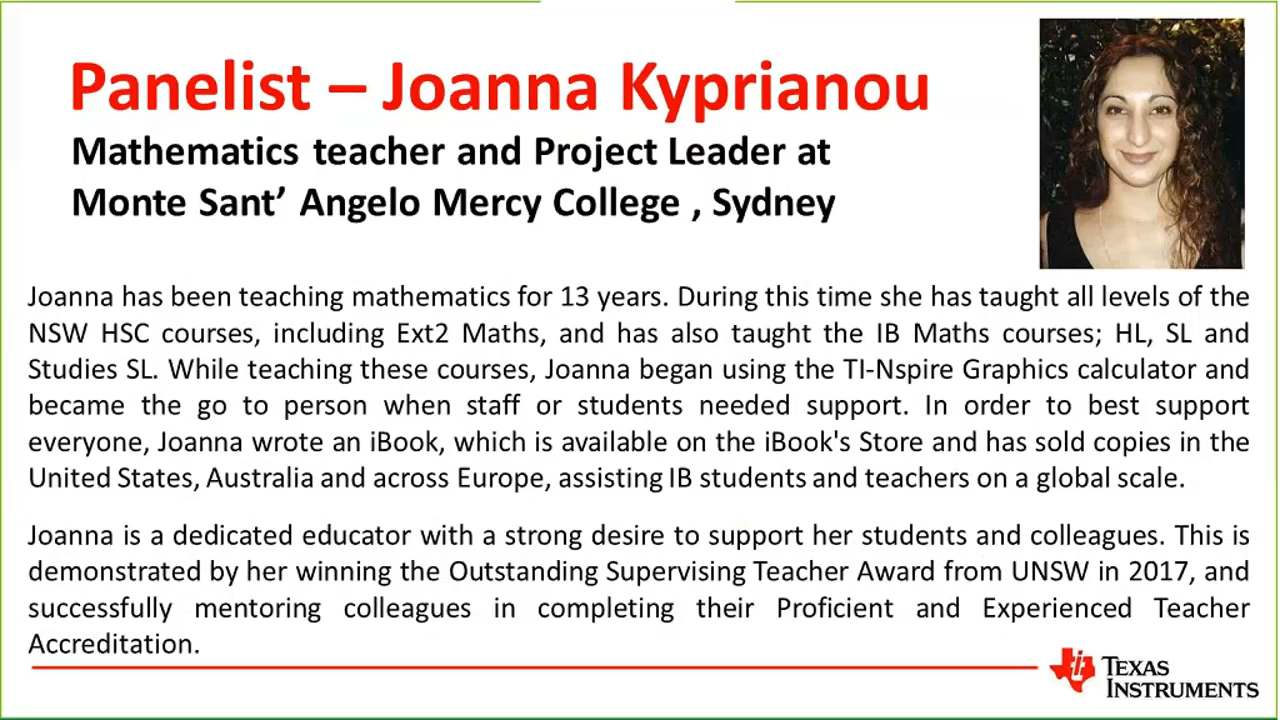 Panelist – Joanna Kyprianou
Mathematics teacher and Project Leader at
Monte Sant’ Angelo Mercy College , Sydney
Joanna has been teaching mathematics for 13 years. During this time she has taught all levels of the
NSW HSC courses, including Ext2 Maths, and has also taught the IB Maths courses; HL, SL and
Studies SL. While teaching these courses, Joanna began using the TI-Nspire Graphics calculator and
became the go to person when staff or students needed support. In order to best support
everyone, Joanna wrote an iBook, which is available on the iBook's Store and has sold copies in the
United States, Australia and across Europe, assisting IB students and teachers on a global scale.
Joanna is a dedicated educator with a strong desire to support her students and colleagues. This is
demonstrated by her winning the Outstanding Supervising Teacher Award from UNSW in 2017, and
successfully mentoring colleagues in completing their Proficient and Experienced Teacher
Accreditation.
TEXAS
INSTRUMENTS